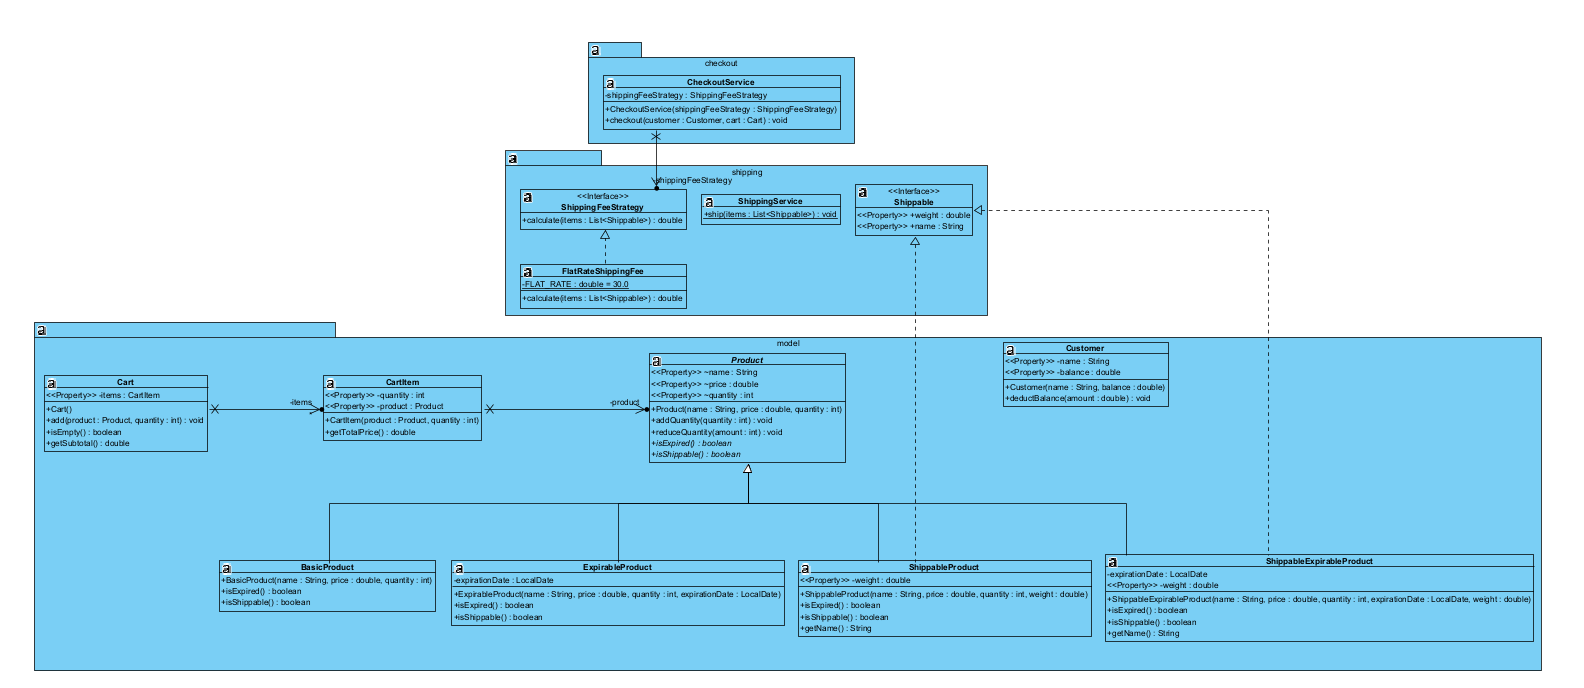 checkout
CheckoutService
-shippingFeeStrategy : ShippingFeeStrategy
+CheckoutService(shippingFeeStrategy : ShippingFeeStrategy)
+checkout(customer : Customer, cart : Cart) : void
shipping
-shippingFeeStrategy
<<Interface>>
ShippingFeeStrategy
+calculate(items : List<Shippable>) : double
ShippingService
+ship(items : List<Shippable>) : void
<<Interface>>
Shippable
<<Property>> +weight : double
<<Property>> +name : String
FlatRateShippingFee
-FLAT_RATE : double = 30.0
+calculate(items : List<Shippable>) : double
model
Cart
<<Property>> -items : CartItem
+Cart()
+add(product : Product, quantity : int) : void
+isEmpty() : boolean
+getSubtotal() : double
-items
CartItem
<<Property>> -quantity : int
<<Property>> -product : Product
+CartItem(product : Product, quantity : int)
+getTotalPrice() : double
-product
Product
<<Property>> ~name : String
<<Property>> ~price : double
<<Property>> ~quantity : int
+Product(name : String, price : double, quantity : int)
+addQuantity(quantity : int) : void
+reduceQuantity(amount : int) : void
+isExpired() : boolean
+isShippable() : boolean
Customer
<<Property>> -name : String
<<Property>> -balance : double
+Customer(name : String, balance : double)
+deductBalance(amount : double) : void
BasicProduct
+BasicProduct(name : String, price : double, quantity : int)
+isExpired() : boolean
+isShippable() : boolean
ExpirableProduct
-expirationDate : LocalDate
+ExpirableProduct(name : String, price : double, quantity : int, expirationDate : LocalDate)
+isExpired() : boolean
+isShippable() : boolean
ShippableProduct
<<Property>> -weight : double
+ShippableProduct(name : String, price : double, quantity : int, weight : double)
+isExpired() : boolean
+isShippable() : boolean
+getName() : String
ShippableExpirableProduct
-expirationDate : LocalDate
<<Property>> -weight : double
+ShippableExpirableProduct(name : String, price : double, quantity : int, expirationDate : LocalDate, weight : double)
+isExpired() : boolean
+isShippable() : boolean
+getName() : String